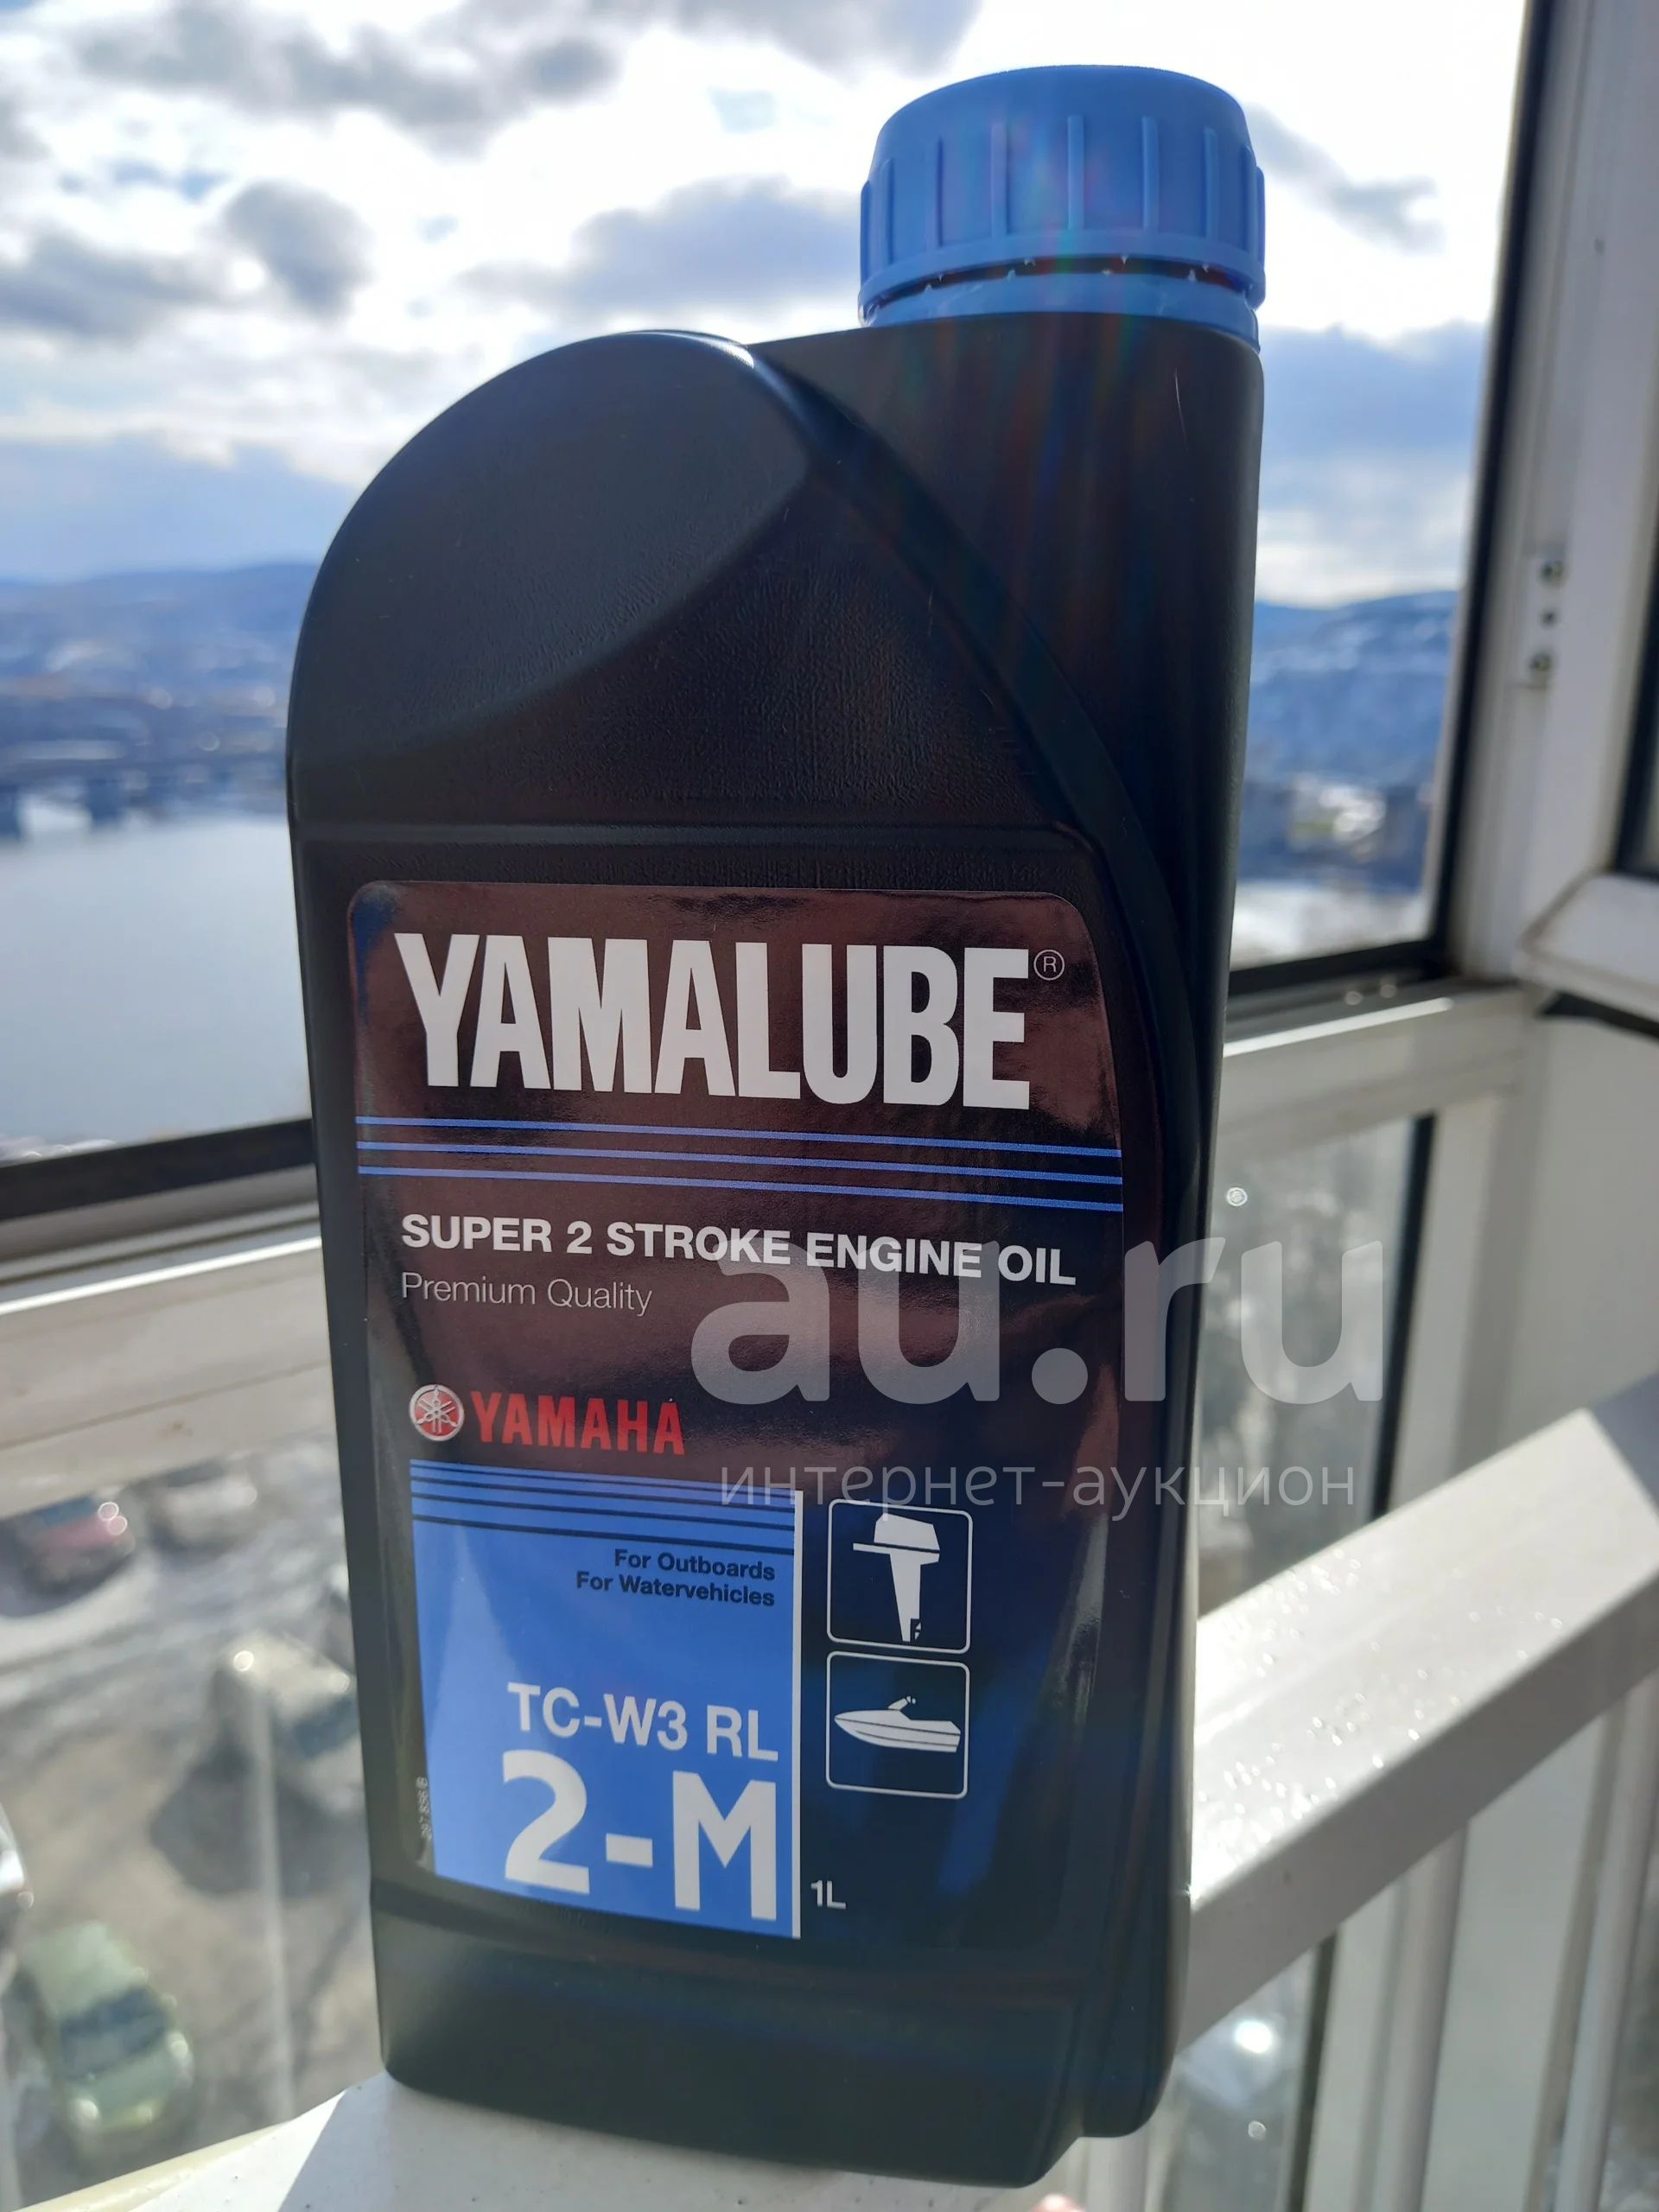 YAMALUBE®
SUPER 2 STROKE ENGINE OIL
Premium Quality
au.ru
YAMAHA
интернет-аукцион
For Outboards
For Watervehicles
TC-W3 RL
2-M
1L